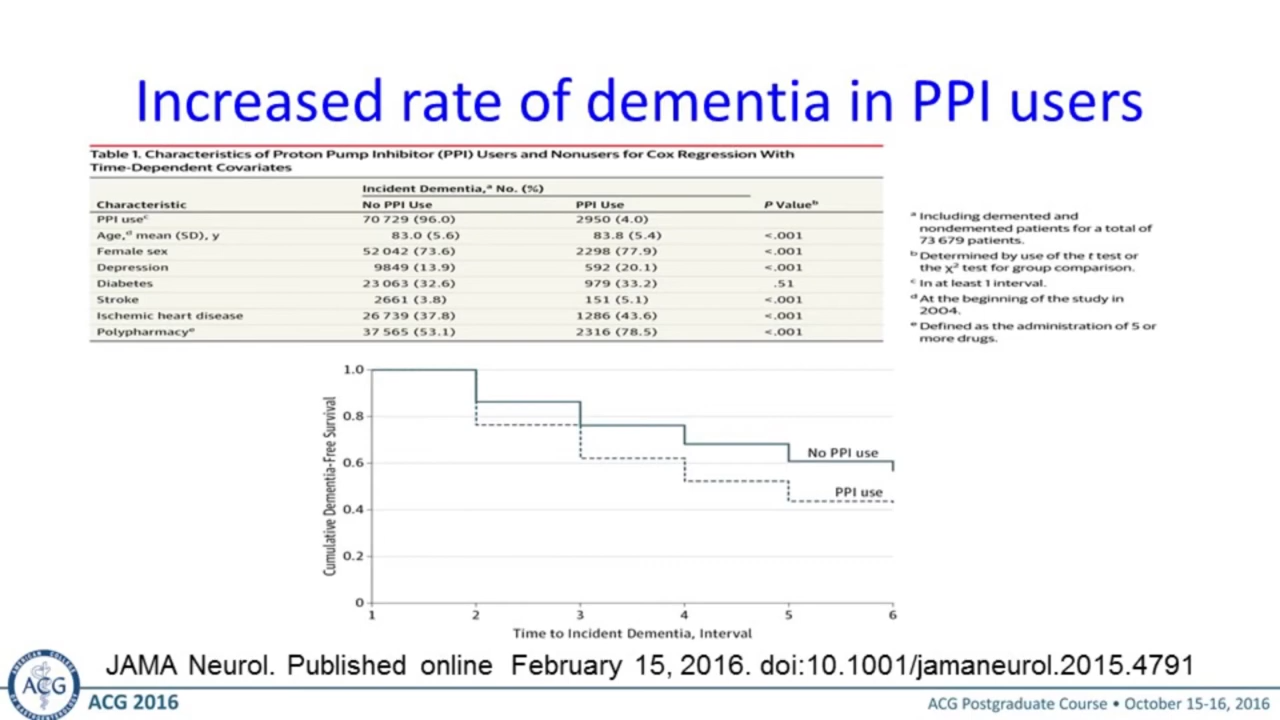 Increased rate of dementia in PPI users
Table 1. Characteristics of Proton Pump Inhibitor (PPI) Users and Nonusers for Cox Regression With
Time-Dependent Covariates
Incident Dementia,ᵃ No. (%)
Characteristic No PPI Use PPI Use P Valueᵇ
PPI useᶜ 70 729 (96.0) 2950 (4.0)
Age,ᵈ mean (SD), y 83.0 (5.6) 83.8 (5.4) <.001
Female sex 52 042 (73.6) 2298 (77.9) <.001
Depression 9849 (13.9) 592 (20.1) <.001
Diabetes 23 063 (32.6) 979 (33.2) .51
Stroke 2661 (3.8) 151 (5.1) <.001
Ischemic heart disease 26 739 (37.8) 1286 (43.6) <.001
Polypharmacyᵉ 37 565 (53.1) 2316 (78.5) <.001
ᵃ Including demented and
nondemented patients for a total of
73 679 patients.
ᵇ Determined by use of the t test or
the χ² test for group comparison.
ᶜ In at least 1 interval.
ᵈ At the beginning of the study in
2004.
ᵉ Defined as the administration of 5 or
more drugs.
Cumulative Dementia-Free Survival
1.0
0.8
0.6
0.4
0.2
0
No PPI use
PPI use
1 2 3 4 5 6
Time to Incident Dementia, Interval
JAMA Neurol. Published online February 15, 2016. doi:10.1001/jamaneurol.2015.4791
ACG
ACG 2016
ACG Postgraduate Course • October 15-16, 2016